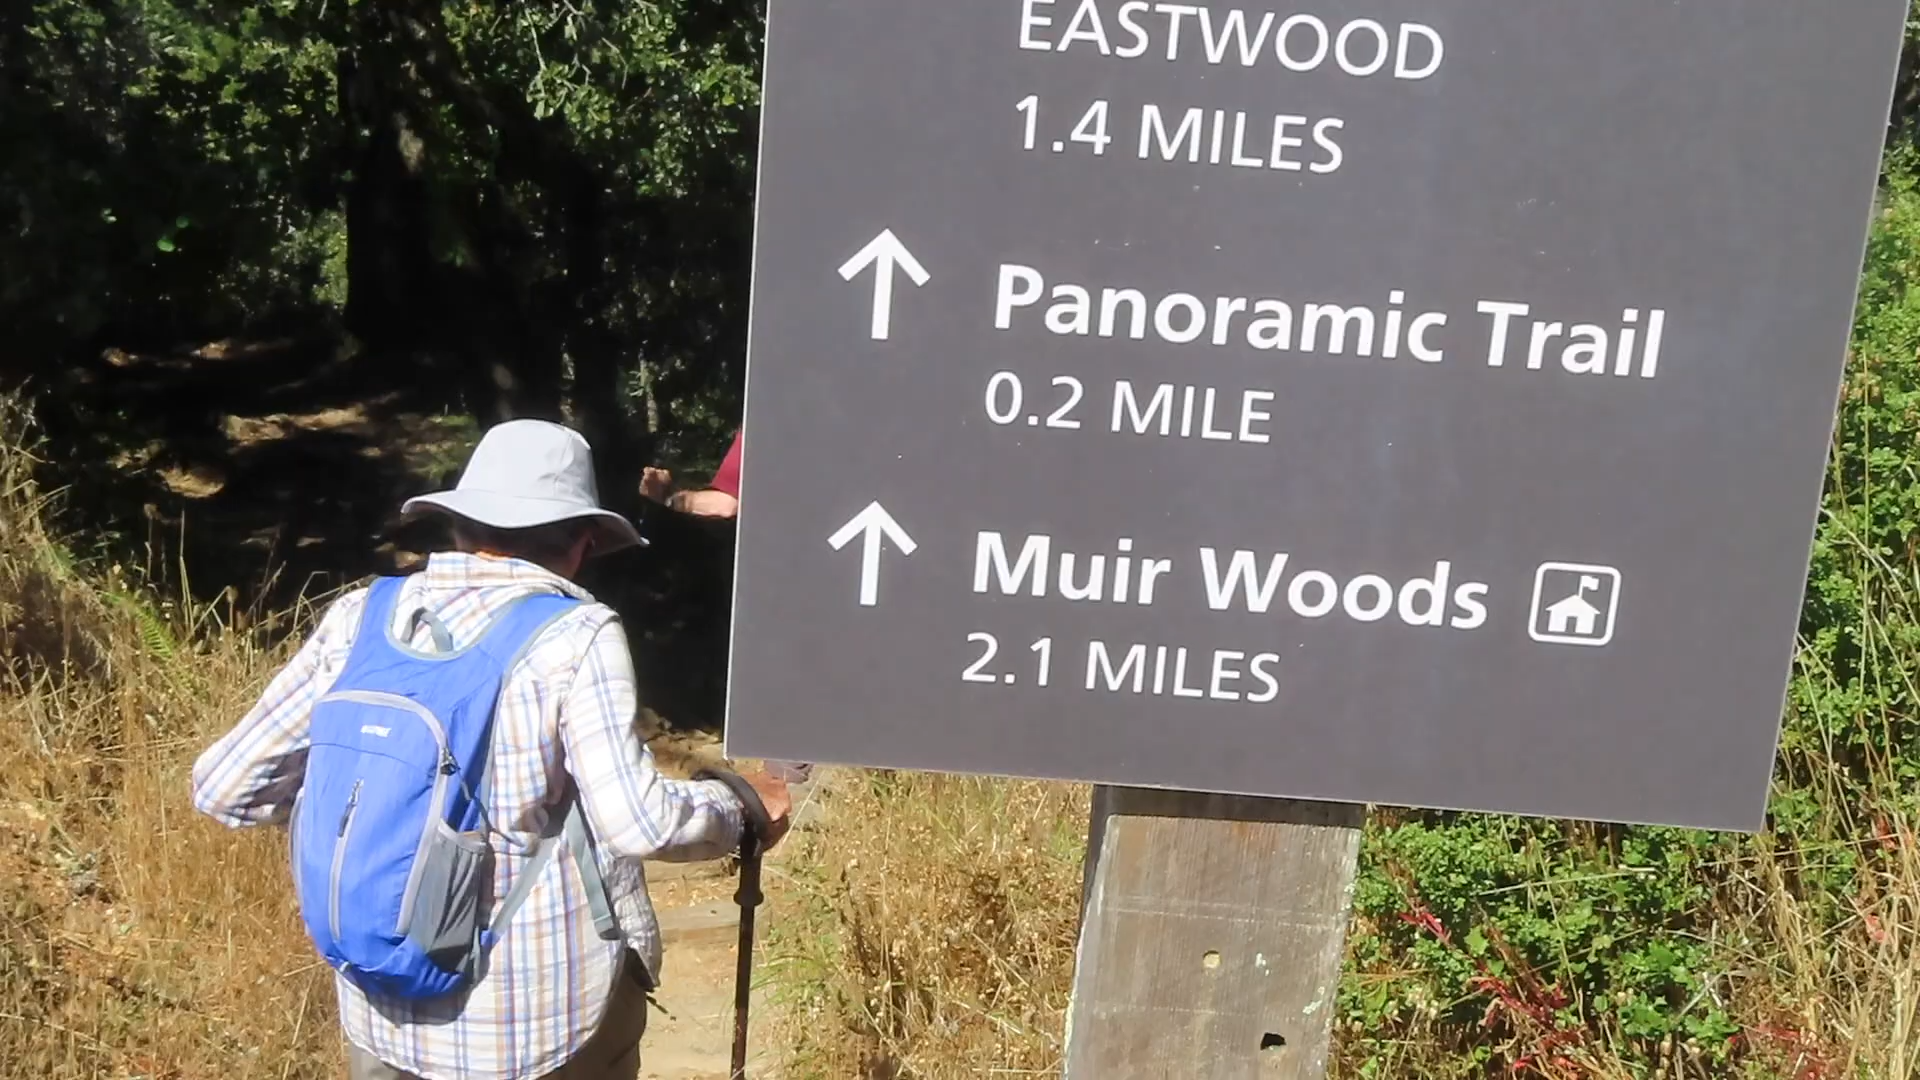 EASTWOOD
1.4 MILES
Panoramic Trail
0.2 MILE
Muir Woods
2.1 MILES